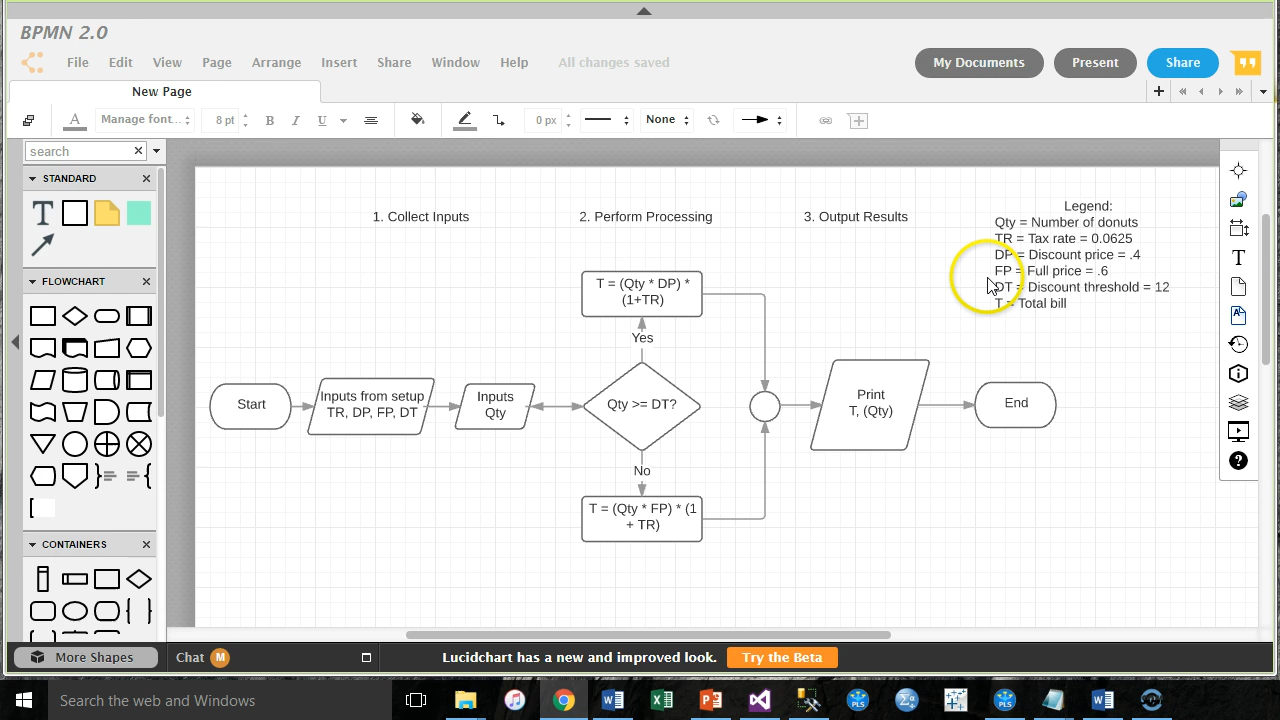 BPMN 2.0
File Edit View Page Arrange Insert Share Window Help All changes saved
My Documents Present Share
New Page
Manage font... 8 pt B I U 0 px None
search
STANDARD
T
FLOWCHART
CONTAINERS
1. Collect Inputs 2. Perform Processing 3. Output Results
Legend:
Qty = Number of donuts
TR = Tax rate = 0.0625
DP = Discount price = .4
FP = Full price = .6
DT = Discount threshold = 12
T = Total bill
T = (Qty * DP) *
(1+TR)
Yes
Start
Inputs from setup
TR, DP, FP, DT
Inputs
Qty
Qty >= DT?
Print
T, (Qty)
End
No
T = (Qty * FP) * (1
+ TR)
More Shapes
Chat M
Lucidchart has a new and improved look. Try the Beta
Search the web and Windows